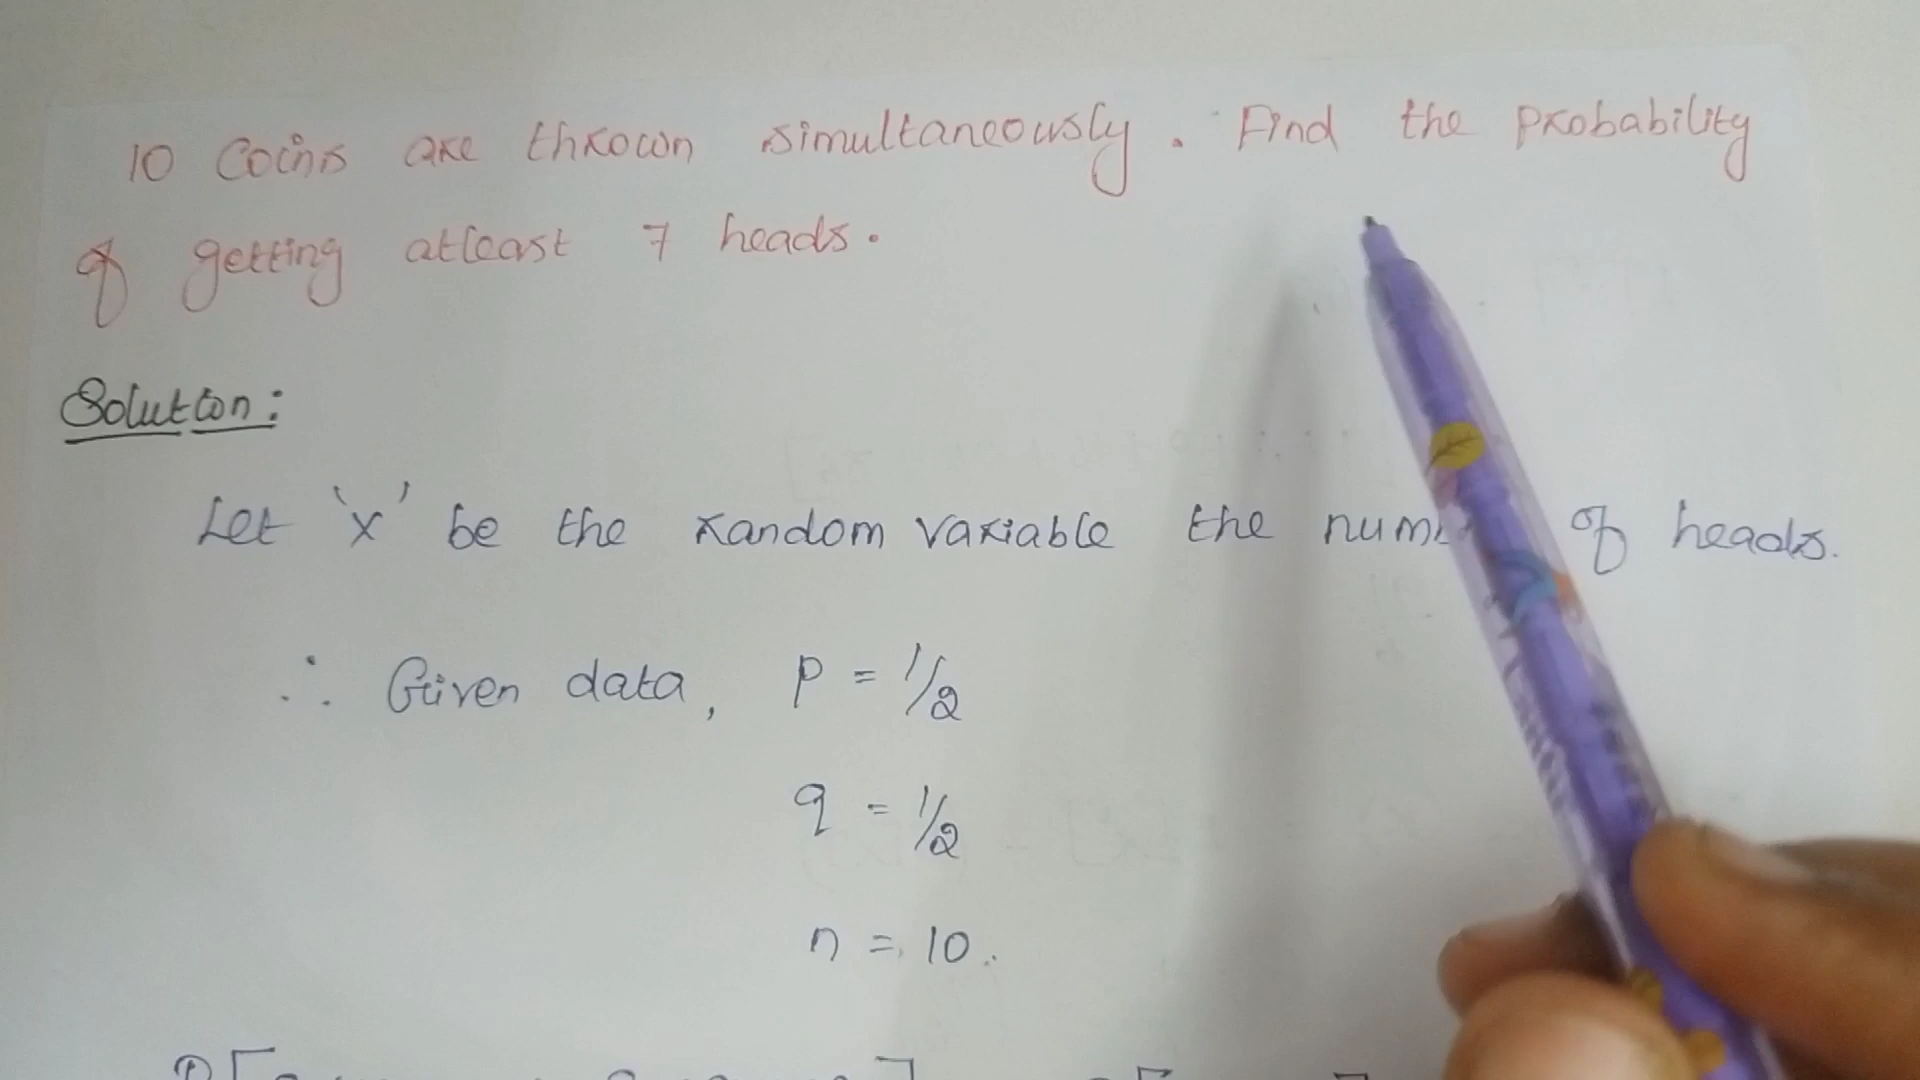 10 Coins are thrown simultaneously. Find the probability
of getting atleast 7 heads.
Solution:
Let 'x' be the random variable the of heads.
∴ Given data, p = 1/2
q = 1/2
n = 10.